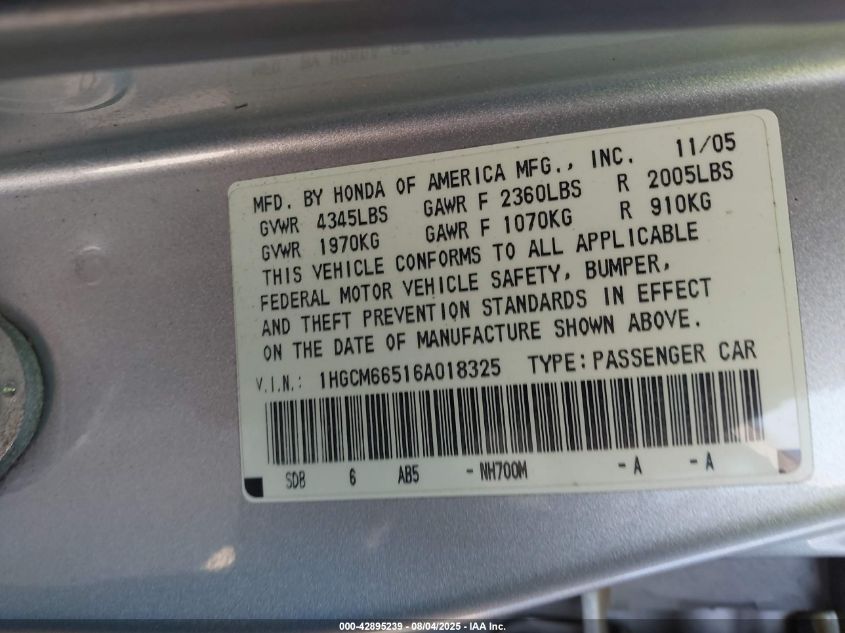 MFD. BY HONDA OF AMERICA MFG., INC. 11/05
GVWR 4345LBS GAWR F 2360LBS R 2005LBS
GVWR 1970KG GAWR F 1070KG R 910KG
THIS VEHICLE CONFORMS TO ALL APPLICABLE
FEDERAL MOTOR VEHICLE SAFETY, BUMPER,
AND THEFT PREVENTION STANDARDS IN EFFECT
ON THE DATE OF MANUFACTURE SHOWN ABOVE.
V.I.N.: 1HGCM66516A018325 TYPE: PASSENGER CAR
SDB 6 AB5 - NH700M - A - A
000-42895239 - 08/04/2025 - IAA Inc.